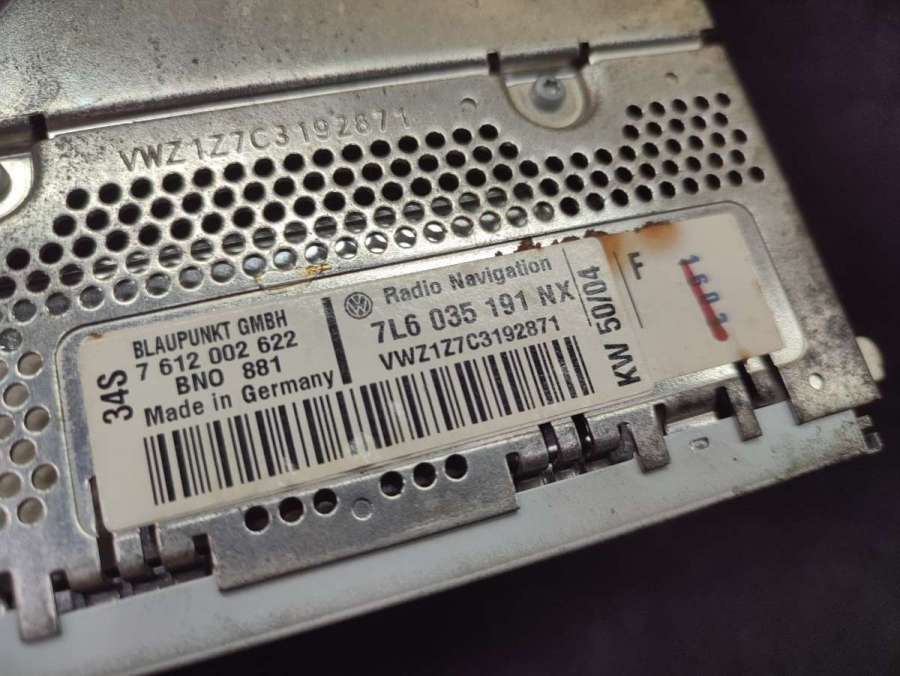 VWZ1Z7C3192871
34S
BLAUPUNKT GMBH
7 612 002 622
BNO 881
Made in Germany
Radio Navigation
7L6 035 191 NX
VWZ1Z7C3192871
KW 50/04
F